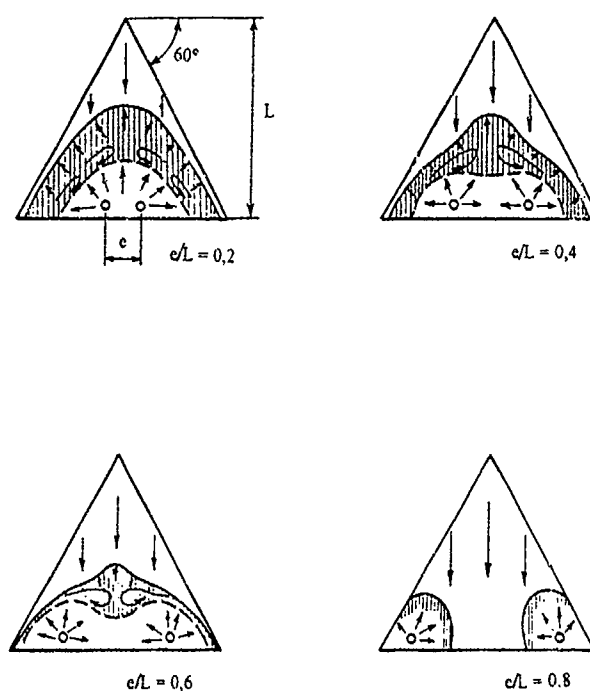 60°
L
c
c/L = 0,2
c/L = 0,4
c/L = 0,6
c/L = 0.8